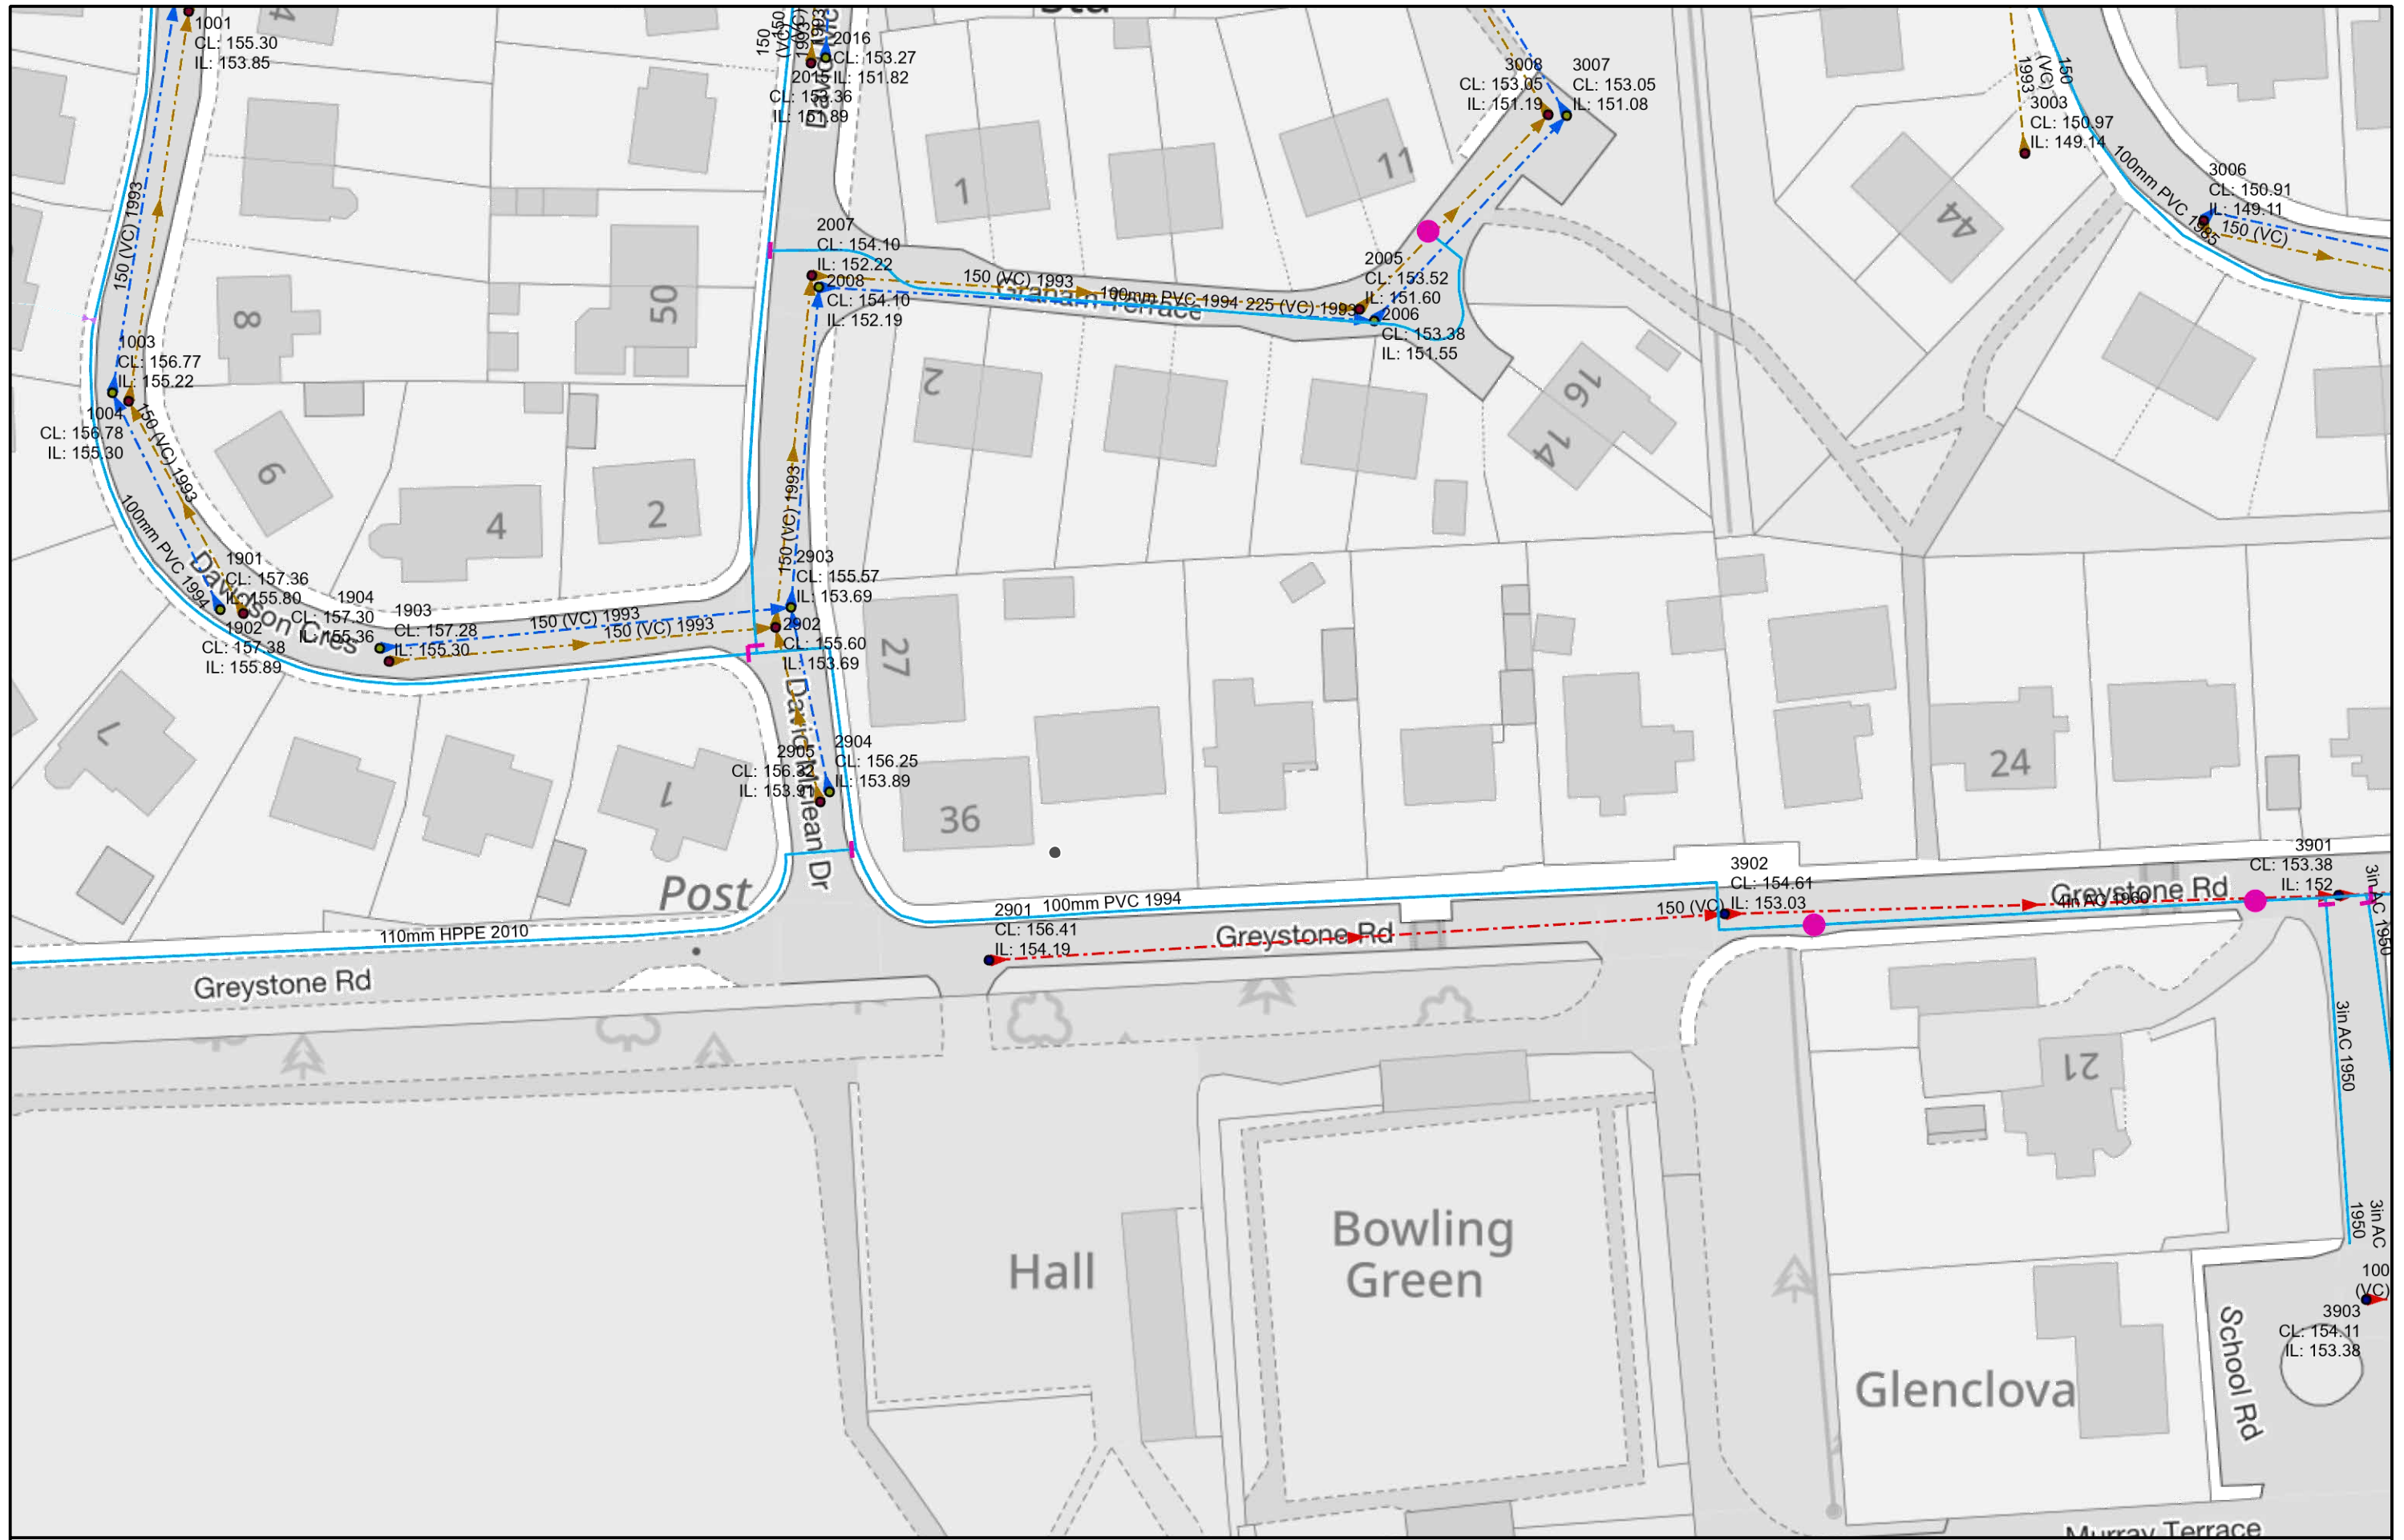 1001
CL: 155.30
IL: 153.85
150
(VC)
1993
1993
2016
CL: 153.27
IL: 151.82
2015
CL: 153.36
IL: 151.89
3008
CL: 153.05
IL: 151.19
3007
CL: 153.05
IL: 151.08
150
(VC)
1993
3003
CL: 150.97
IL: 149.14
100mm PVC 1985
3006
CL: 150.91
IL: 149.11
150 (VC)
1
11
44
150 (VC) 1993
2007
CL: 154.10
IL: 152.22
2008
CL: 154.10
IL: 152.19
150 (VC) 1993
Graham Terrace
100mm PVC 1994
225 (VC) 1993
2005
CL: 153.52
IL: 151.60
2006
CL: 153.38
IL: 151.55
8
50
1003
CL: 156.77
IL: 155.22
1004
CL: 156.78
IL: 155.30
150 (VC) 1993
6
4
2
2
16
14
150 (VC) 1993
100mm PVC 1994
Davidson Cres
1901
CL: 157.36
IL: 155.80
1902
CL: 157.38
IL: 155.89
1904
CL: 157.30
IL: 155.36
1903
CL: 157.28
IL: 155.30
150 (VC) 1993
150 (VC) 1993
2903
CL: 155.57
IL: 153.69
2902
CL: 155.60
IL: 153.69
27
7
1
2905
CL: 156.32
IL: 153.91
2904
CL: 156.25
IL: 153.89
36
24
Post
110mm HPPE 2010
Greystone Rd
2901
CL: 156.41
IL: 154.19
100mm PVC 1994
Greystone Rd
150 (VC)
3902
CL: 154.61
IL: 153.03
Greystone Rd
4in AC 1960
3901
CL: 153.38
IL: 152
3in AC 1950
3in AC 1950
21
3in AC
1950
Hall
Bowling
Green
Glenclova
School Rd
100
(VC)
3903
CL: 154.11
IL: 153.38
Murray Terrace